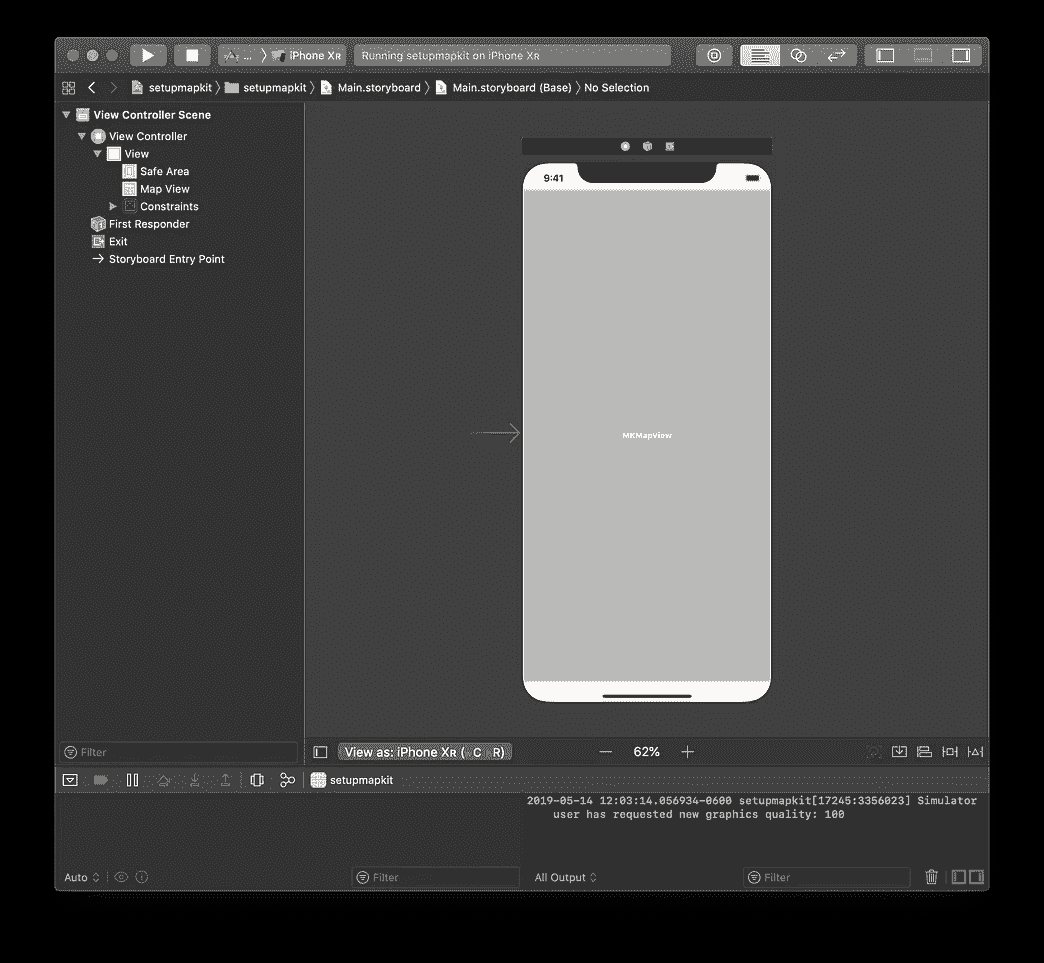 ... iPhone XR Running setupmapkit on iPhone XR
setupmapkit setupmapkit Main.storyboard Main.storyboard (Base) No Selection
View Controller Scene
View Controller
View
Safe Area
Map View
Constraints
First Responder
Exit
Storyboard Entry Point
9:41
MKMapView
Filter View as: iPhone XR ( C R) 62%
setupmapkit
2019-05-14 12:03:14.056934-0600 setupmapkit[17245:3356023] Simulator
user has requested new graphics quality: 100
Auto Filter All Output Filter